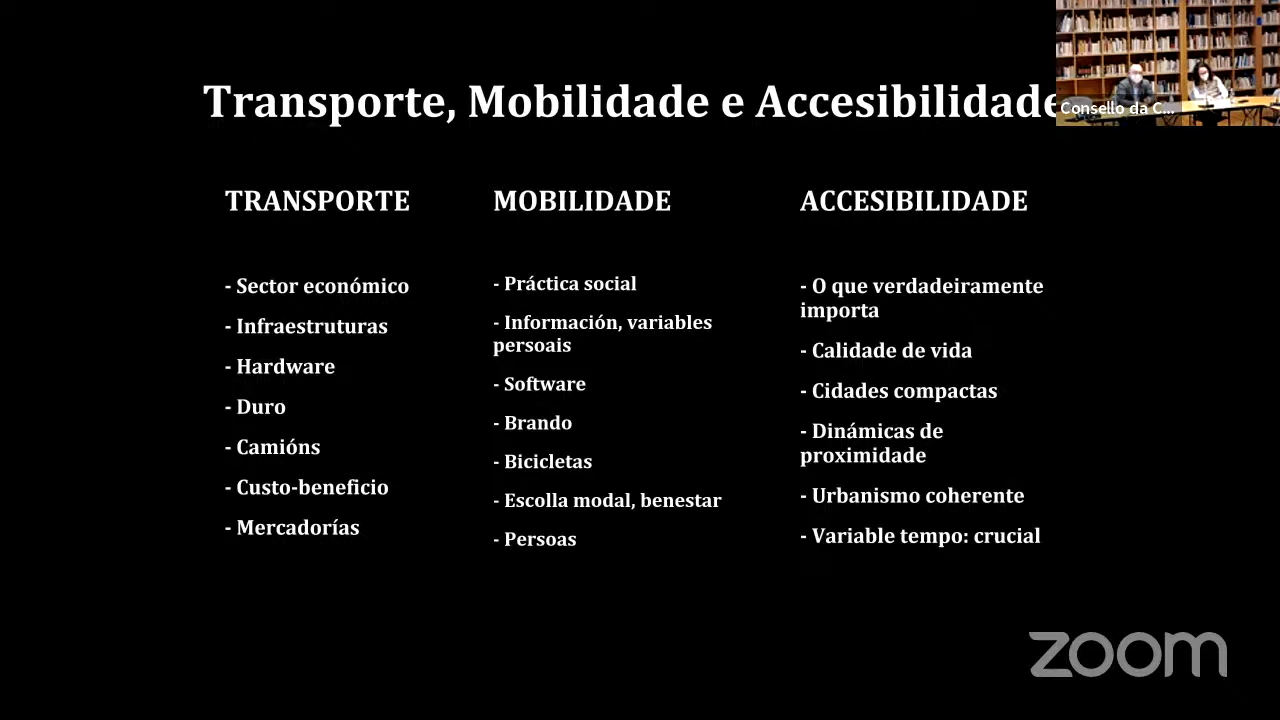 Transporte, Mobilidade e Accesibilidade
Consello da C...
TRANSPORTE
- Sector económico
- Infraestruturas
- Hardware
- Duro
- Camións
- Custo-beneficio
- Mercadorías
MOBILIDADE
- Práctica social
- Información, variables
persoais
- Software
- Brando
- Bicicletas
- Escolla modal, benestar
- Persoas
ACCESIBILIDADE
- O que verdadeiramente
importa
- Calidade de vida
- Cidades compactas
- Dinámicas de
proximidade
- Urbanismo coherente
- Variable tempo: crucial
zoom